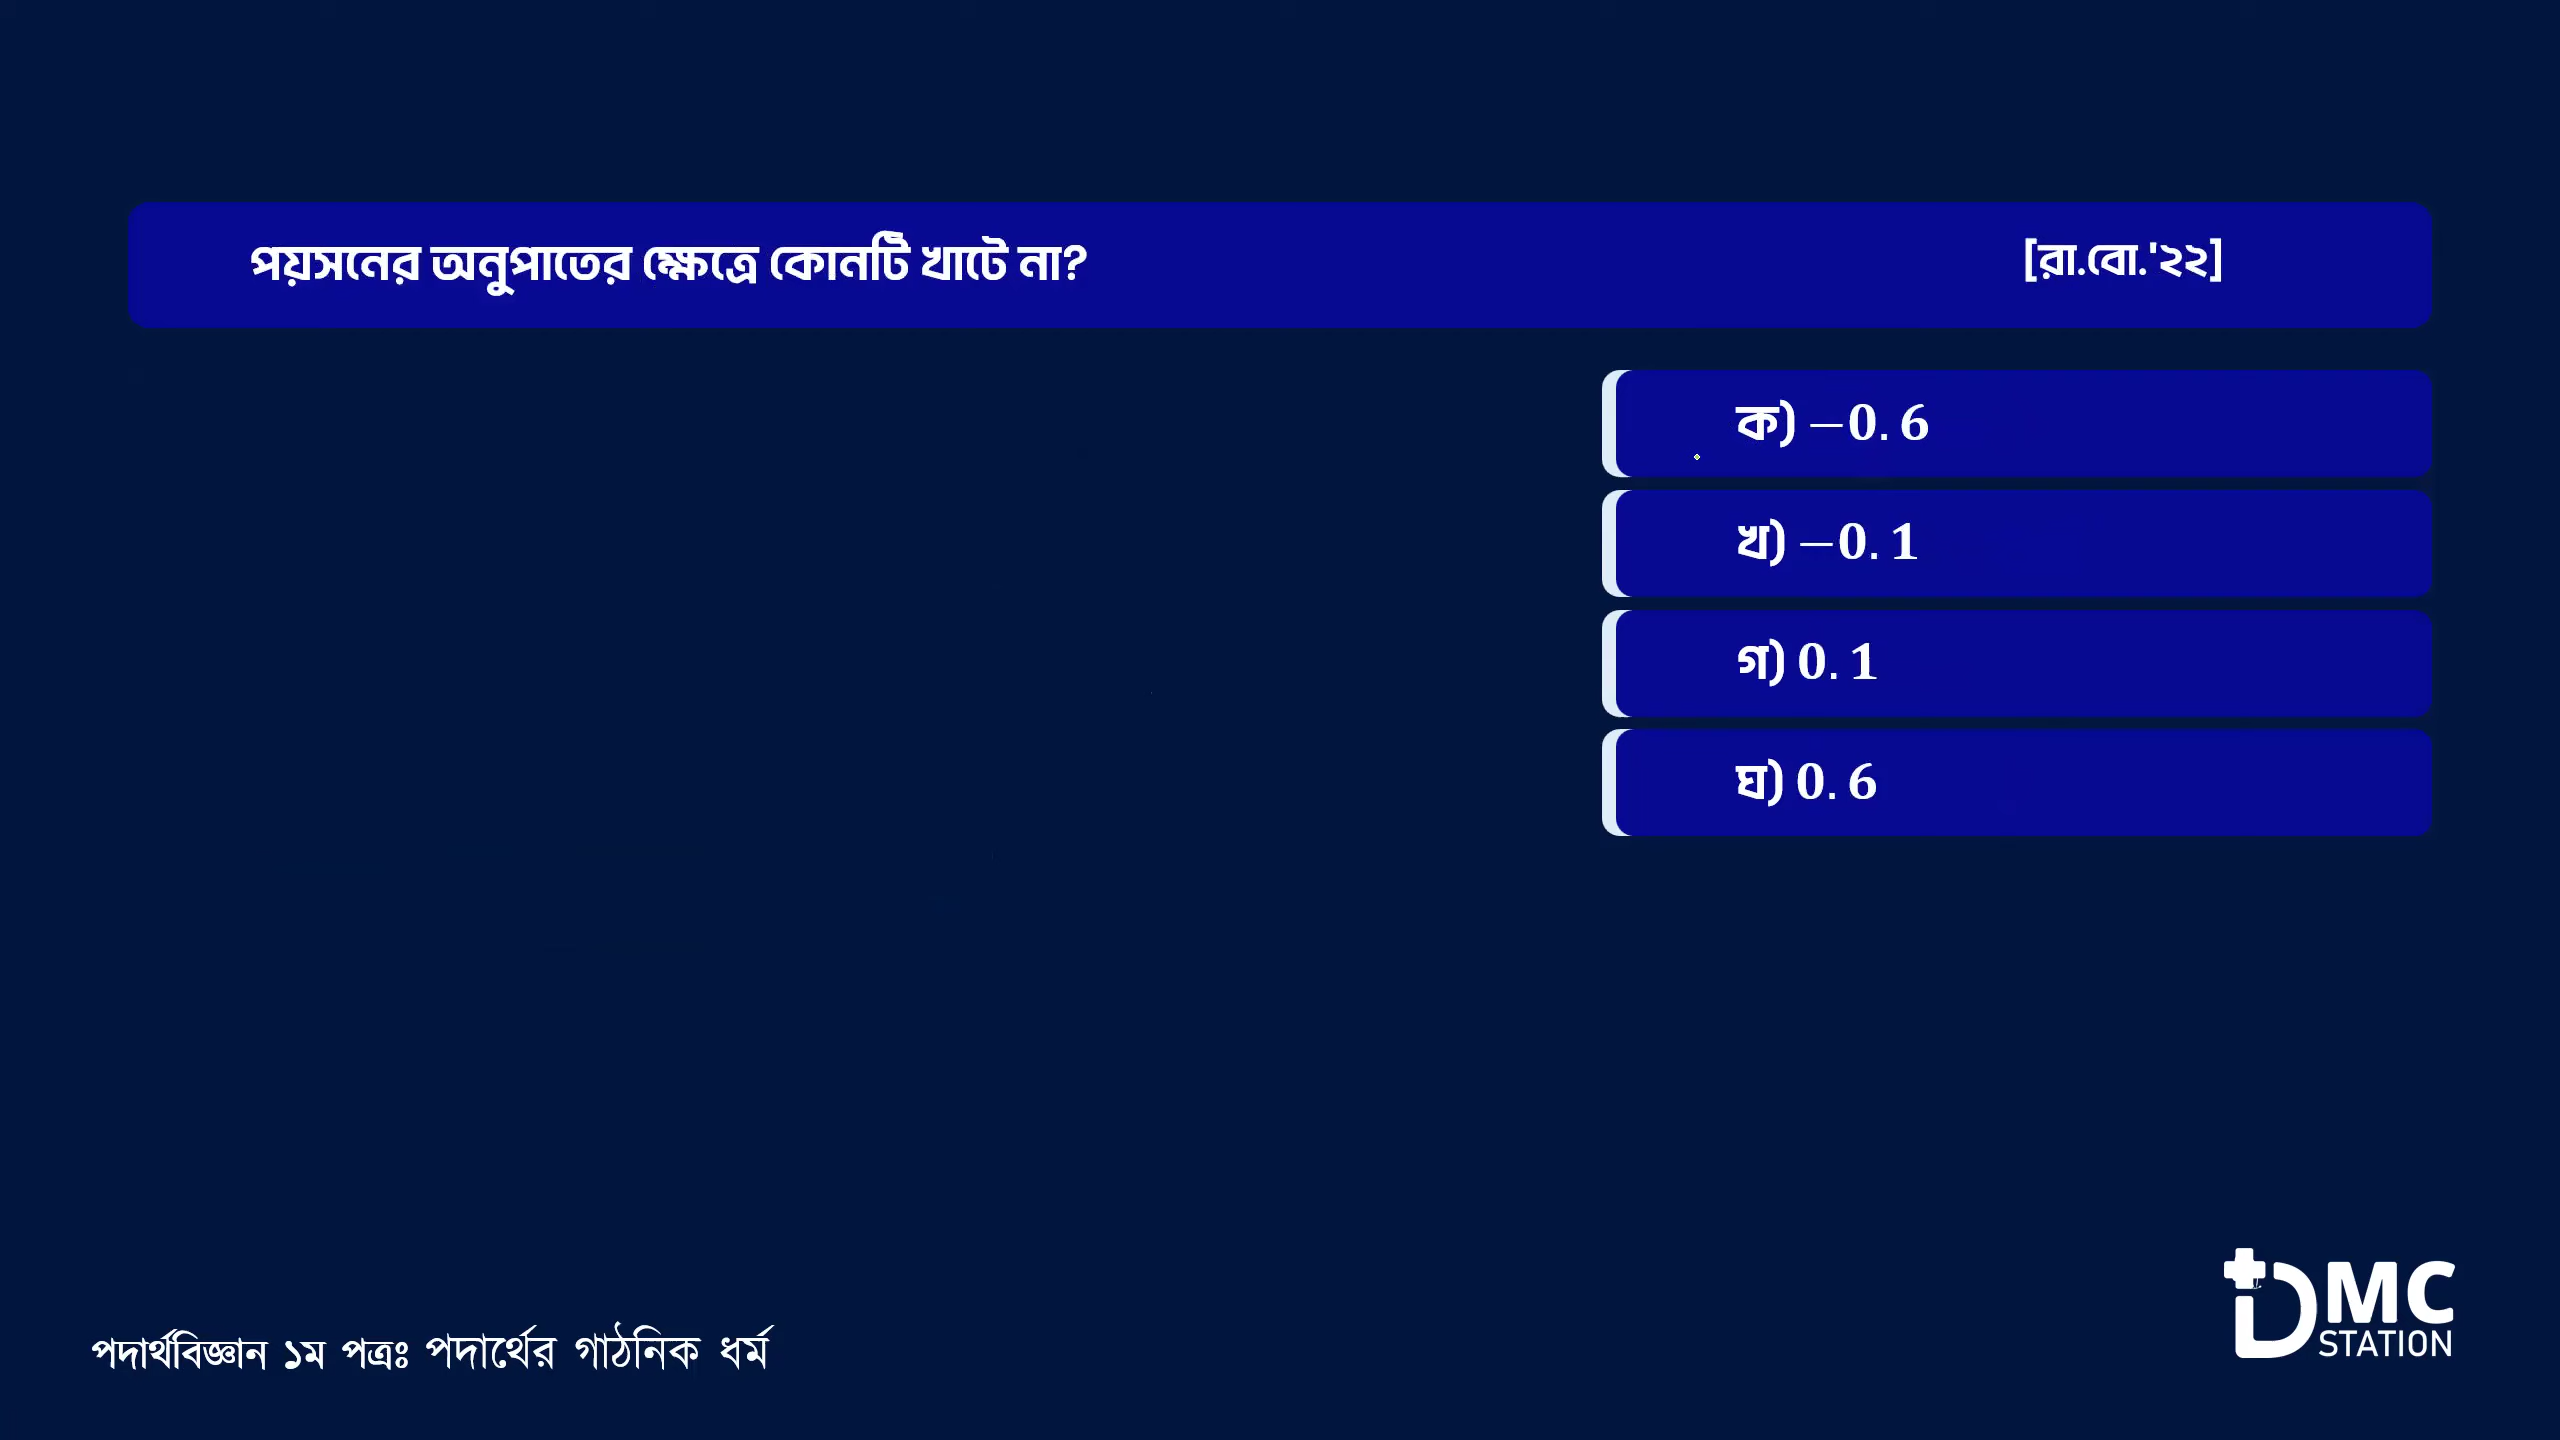 পয়সনের অনুপাতের ক্ষেত্রে কোনটি খাটে না? [রা.বো.'২২]
ক) −0. 6
খ) −0. 1
গ) 0. 1
ঘ) 0. 6
পদার্থবিজ্ঞান ১ম পত্রঃ পদার্থের গাঠনিক ধর্ম
DMC
STATION